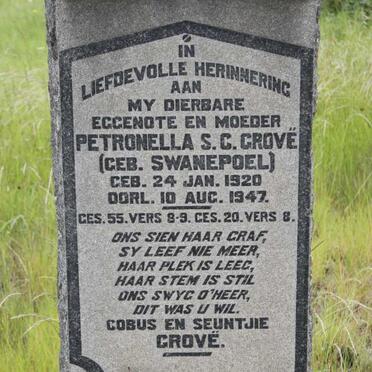 IN
LIEFDEVOLLE HERINNERING
AAN
MY DIERBARE
EGGENOTE EN MOEDER
PETRONELLA S.C. GROVÉ
(GEB. SWANEPOEL)
GEB. 24 JAN. 1920
OORL. 10 AUG. 1947.
GES. 55. VERS 8-9. GES. 20. VERS 8.
ONS SIEN HAAR GRAF,
SY LEEF NIE MEER,
HAAR PLEK IS LEEG,
HAAR STEM IS STIL
ONS SWYG O'HEER,
DIT WAS U WIL.
COBUS EN SEUNTJIE
GROVÉ.